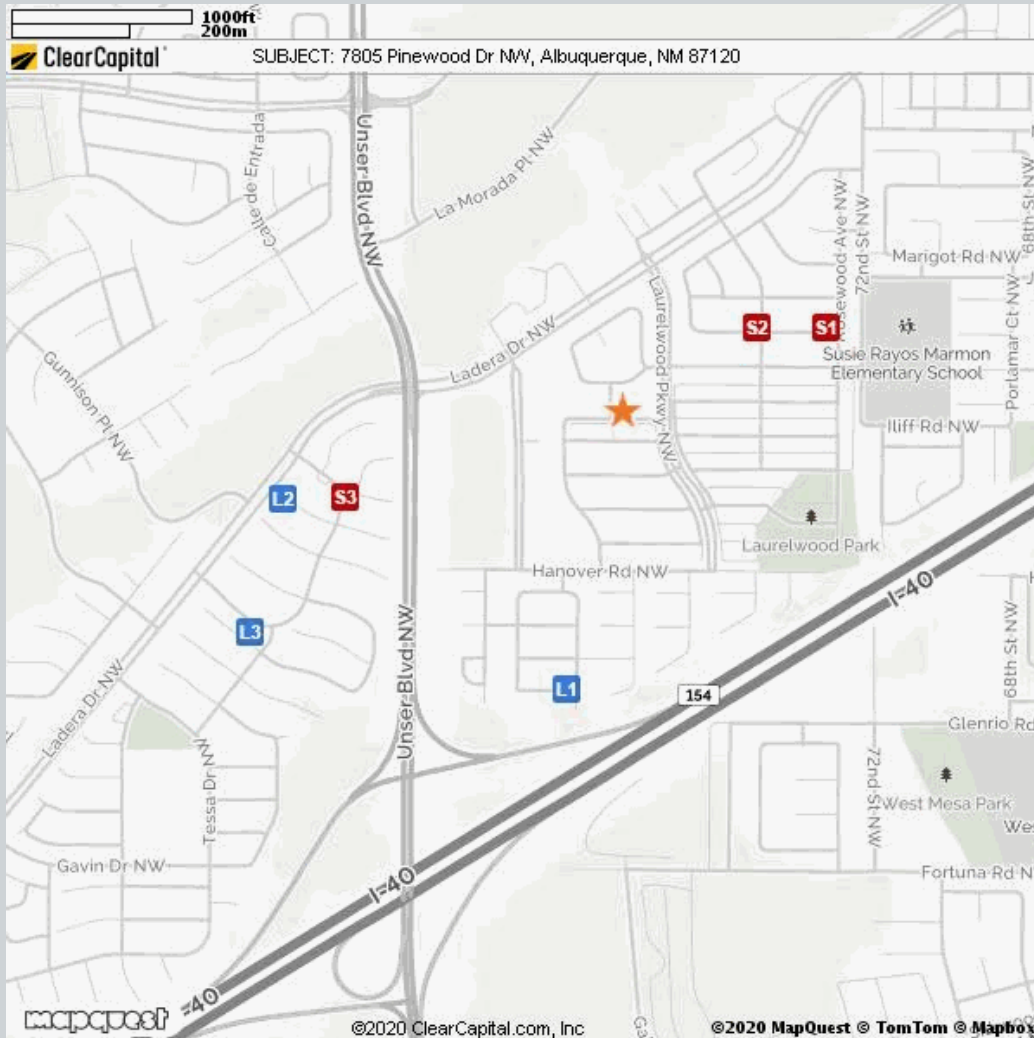 1000ft
200m
ClearCapital
SUBJECT: 7805 Pinewood Dr NW, Albuquerque, NM 87120
Unser Blvd NW
Calle de Entrada
La Morada Pl NW
Rosewood Ave NW
72nd St NW
68th St NW
Marigot Rd NW
Laurelwood Pkwy NW
S2
S1
Portlamar Ct NW
Ladera Dr NW
Susie Rayos Marmon
Elementary School
Gunnison Pl NW
Iliff Rd NW
L2
S3
Laurelwood Park
Hanover Rd NW
I-40
L3
Unser Blvd NW
68th St NW
L1
154
Ladera Dr NW
Glenrio Rd
Tessa Dr NW
72nd St NW
West Mesa Park
Gavin Dr NW
I-40
Fortuna Rd N
-40
mapquest
©2020 ClearCapital.com, Inc
©2020 MapQuest © TomTom © Mapbox